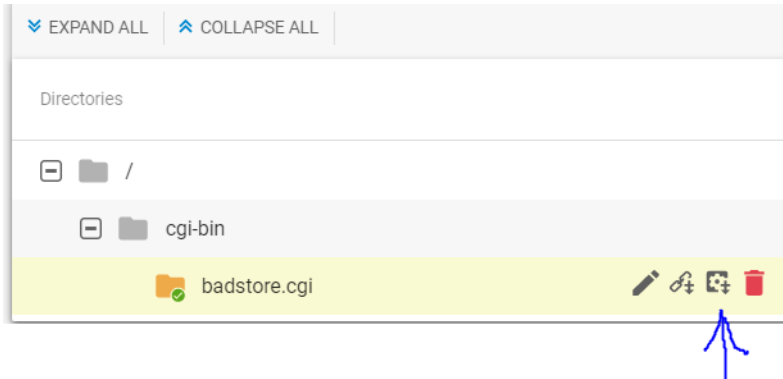 EXPAND ALL COLLAPSE ALL
Directories
/
cgi-bin
badstore.cgi